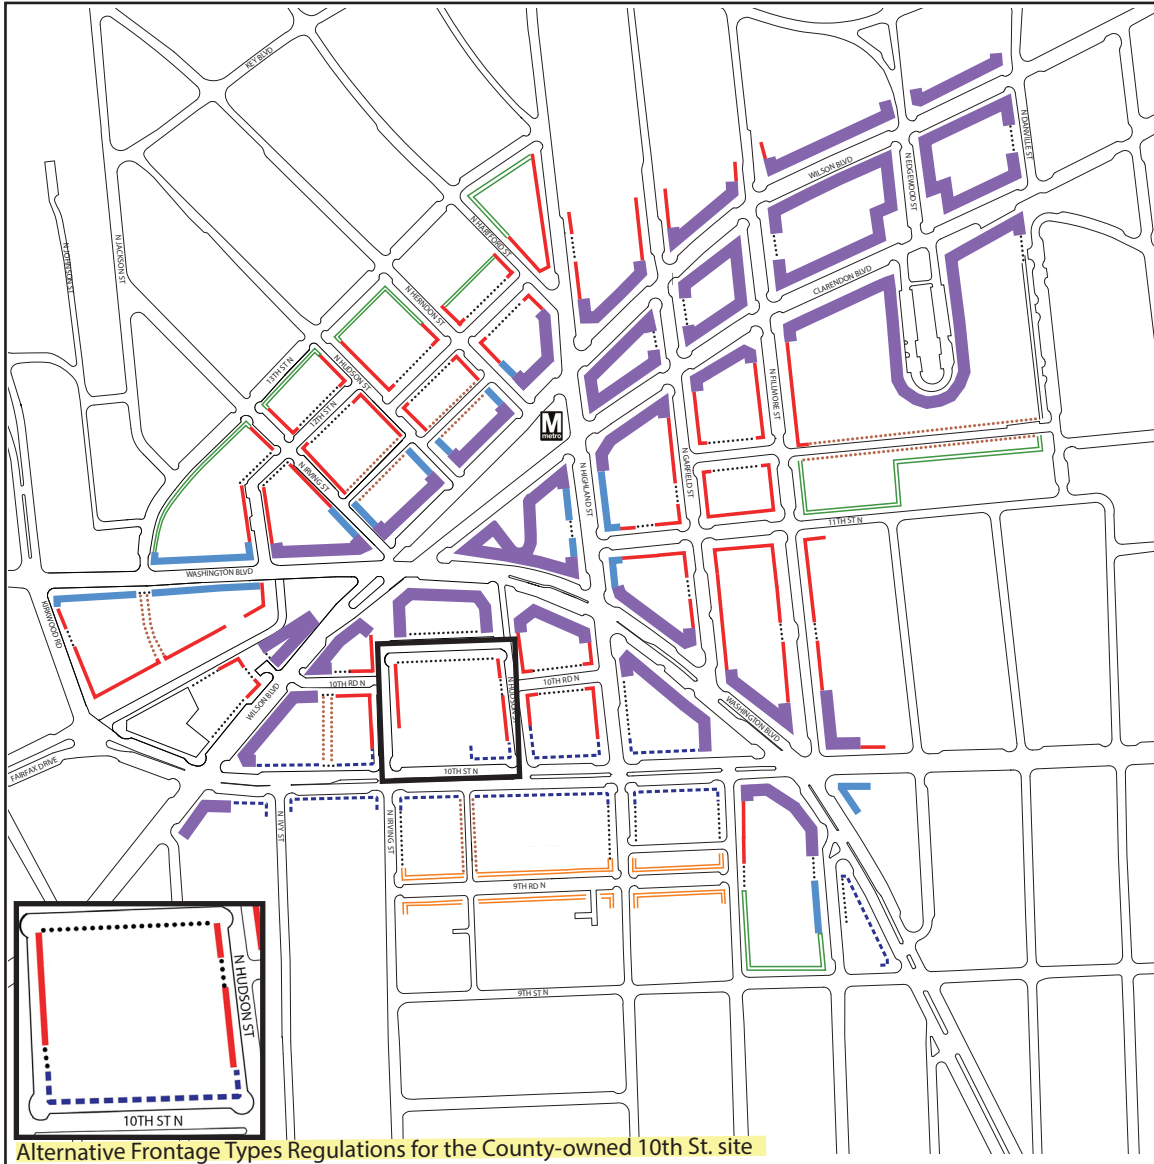 KEY BLVD
N DANVILLE ST
WILSON BLVD
N EDGEWOOD ST
N JACKSON ST
N JOHNSON ST
N HARTFORD ST
CLARENDON BLVD
N HERNDON ST
13TH ST N
N HUDSON ST
N FILLMORE ST
12TH ST N
M
metro
N IRVING ST
N HIGHLAND ST
N GARFIELD ST
11TH ST N
WASHINGTON BLVD
KIRKWOOD RD
10TH RD N
N HUDSON ST
10TH RD N
WILSON BLVD
WASHINGTON BLVD
FAIRFAX DRIVE
10TH ST N
N IVY ST
N IRVING ST
9TH RD N
N HUDSON ST
9TH ST N
10TH ST N
Alternative Frontage Types Regulations for the County-owned 10th St. site